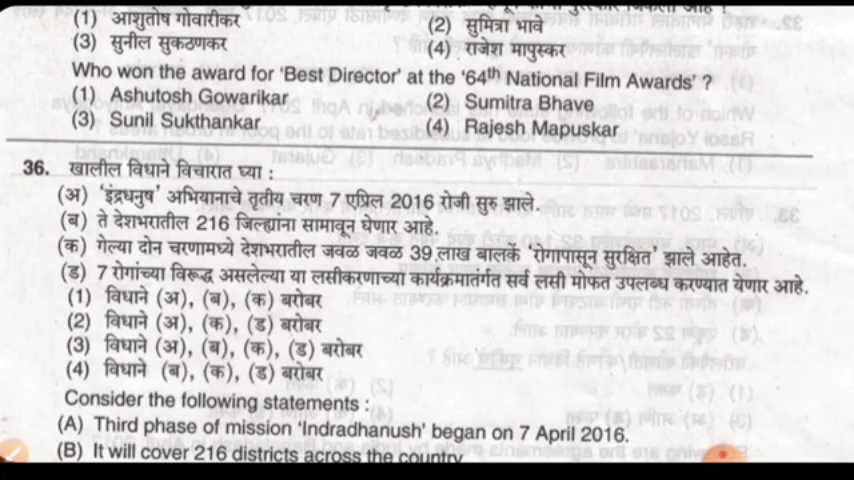 (1) आशुतोष गोवारीकर (2) सुमित्रा भावे
(3) सुनील सुकठणकर (4) राजेश मापुस्कर
Who won the award for ‘Best Director’ at the ‘64th National Film Awards’ ?
(1) Ashutosh Gowarikar (2) Sumitra Bhave
(3) Sunil Sukthankar (4) Rajesh Mapuskar
36. खालील विधाने विचारात घ्या :
(अ) ‘इंद्रधनुष’ अभियानाचे तृतीय चरण 7 एप्रिल 2016 रोजी सुरु झाले.
(ब) ते देशभरातील 216 जिल्ह्यांना सामावून घेणार आहे.
(क) गेल्या दोन चरणामध्ये देशभरातील जवळ जवळ 39 लाख बालके ‘रोगापासून सुरक्षित’ झाले आहेत.
(ड) 7 रोगांच्या विरूद्ध असलेल्या या लसीकरणाच्या कार्यक्रमातंर्गत सर्व लसी मोफत उपलब्ध करण्यात येणार आहे.
(1) विधाने (अ), (ब), (क) बरोबर
(2) विधाने (अ), (क), (ड) बरोबर
(3) विधाने (अ), (ब), (क), (ड) बरोबर
(4) विधाने (ब), (क), (ड) बरोबर
Consider the following statements :
(A) Third phase of mission ‘Indradhanush’ began on 7 April 2016.
(B) It will cover 216 districts across the country